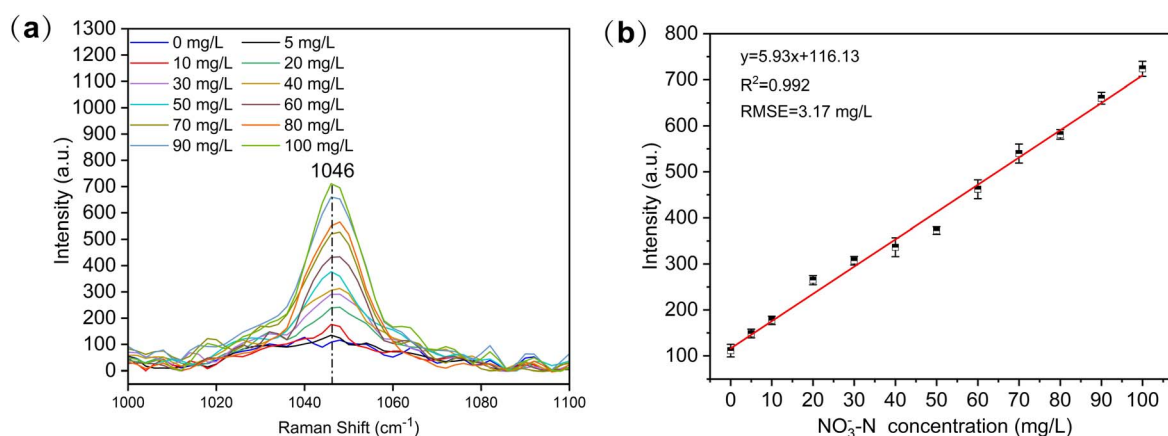 (a)
1300
1200
1100
1000
900
800
700
600
500
400
300
200
100
0
Intensity (a.u.)
0 mg/L 5 mg/L
10 mg/L 20 mg/L
30 mg/L 40 mg/L
50 mg/L 60 mg/L
70 mg/L 80 mg/L
90 mg/L 100 mg/L
1046
1000 1020 1040 1060 1080 1100
Raman Shift (cm⁻¹)
(b)
800
700
600
500
400
300
200
100
Intensity (a.u.)
y=5.93x+116.13
R²=0.992
RMSE=3.17 mg/L
0 10 20 30 40 50 60 70 80 90 100
NO₃⁻-N concentration (mg/L)